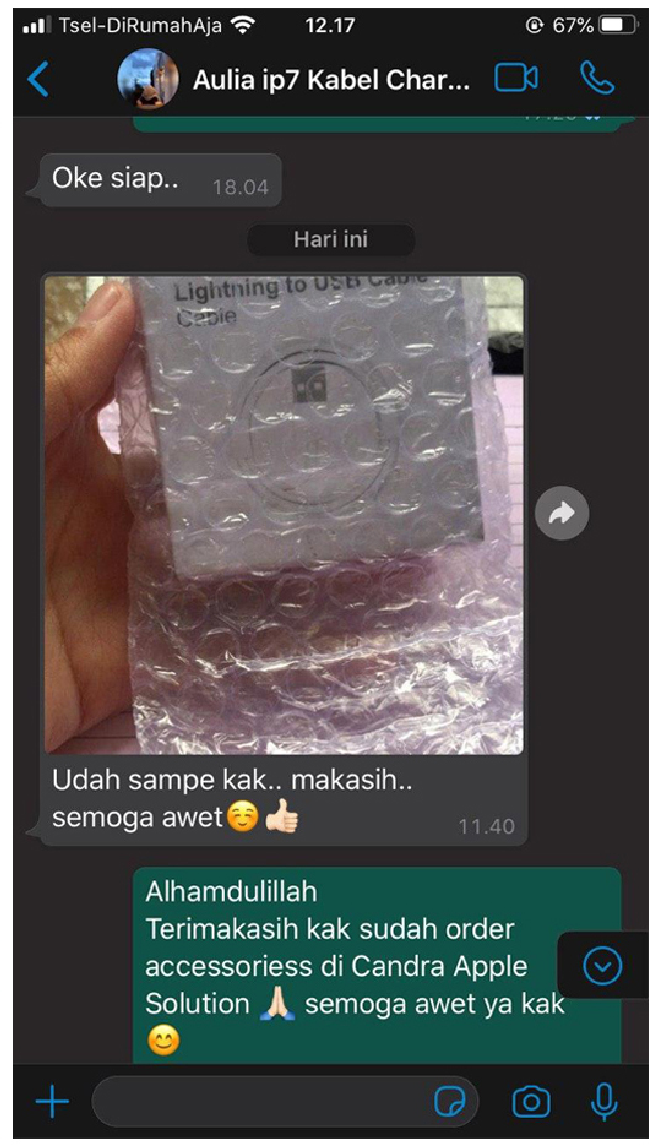 Tsel-DiRumahAja 12.17 67%
Aulia ip7 Kabel Char...
Oke siap.. 18.04
Hari ini
Lightning to USB Cable
Cable
Udah sampe kak.. makasih..
semoga awet☺️👍🏻 11.40
Alhamdulillah
Terimakasih kak sudah order
accessoriess di Candra Apple
Solution 🙏🏻 semoga awet ya kak
😊